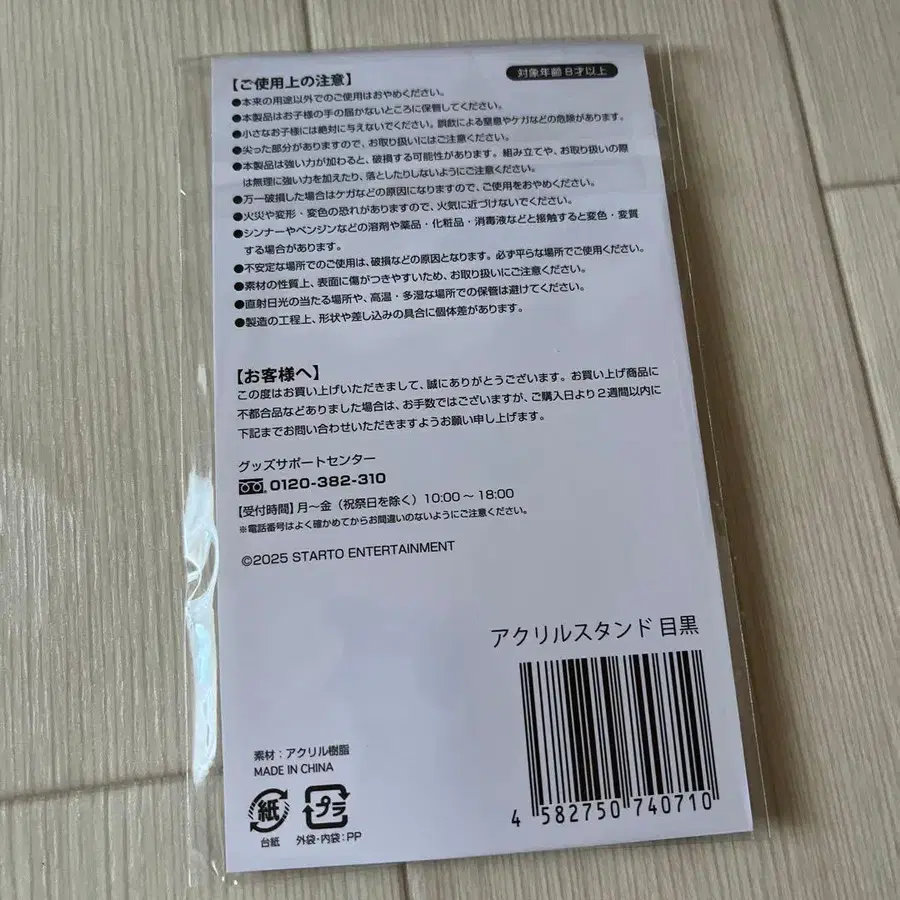 【ご使用上の注意】
対象年齢8才以上
●本来の用途以外でのご使用はおやめください。
●本製品はお子様の手の届かないところに保管してください。
●小さなお子様には絶対に与えないでください。誤飲による窒息やケガなどの危険があります。
●尖った部分がありますので、お取り扱いにはご注意ください。
●本製品は強い力が加わると、破損する可能性があります。組み立てや、お取り扱いの際
は無理に強い力を加えたり、落としたりしないようにご注意ください。
●万一破損した場合はケガなどの原因になりますので、ご使用をおやめください。
●火災や変形・変色の恐れがありますので、火気に近づけないでください。
●シンナーやベンジンなどの溶剤や薬品・化粧品・消毒液などと接触すると変色・変質
する場合があります。
●不安定な場所でのご使用は、破損などの原因となります。必ず平らな場所でご使用ください。
●素材の性質上、表面に傷がつきやすいため、お取り扱いにご注意ください。
●直射日光の当たる場所や、高温・多湿な場所での保管は避けてください。
●製造の工程上、形状や差し込みの具合に個体差があります。
【お客様へ】
この度はお買い上げいただきまして、誠にありがとうございます。お買い上げ商品に
不都合品などありました場合は、お手数ではございますが、ご購入日より2週間以内に
下記までお問い合わせいただきますようお願い申し上げます。
グッズサポートセンター
0120-382-310
【受付時間】月～金（祝祭日を除く）10:00～18:00
※電話番号はよく確かめてからお間違いのないようにご注意ください。
©2025 STARTO ENTERTAINMENT
アクリルスタンド 目黒
4 582750 740710
素材：アクリル樹脂
MADE IN CHINA
紙
プラ
台紙
外袋・内袋：PP